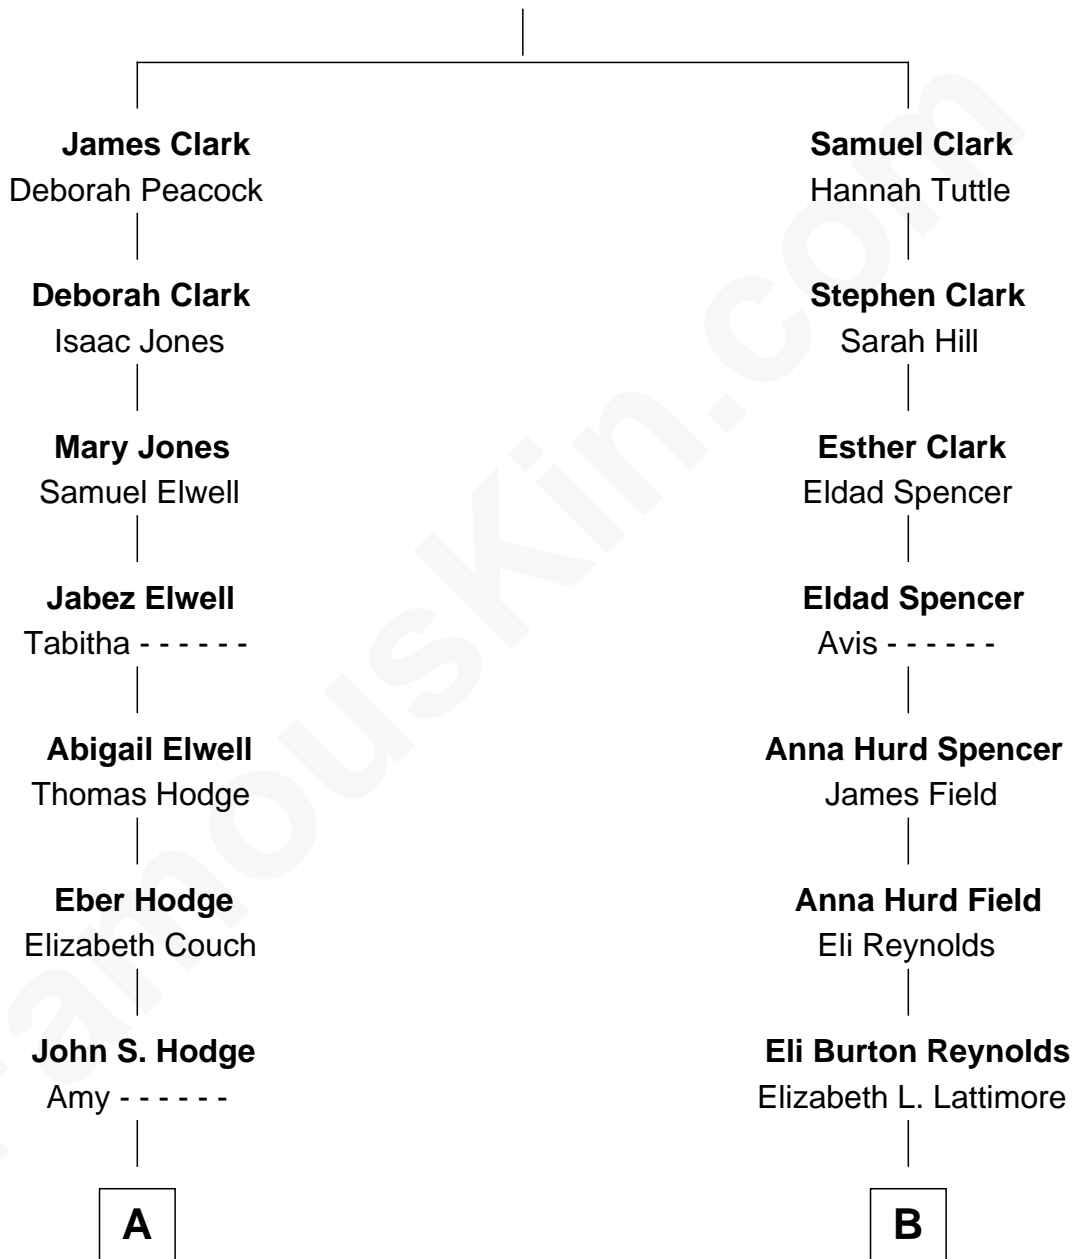 James Clark
Deborah Peacock
Deborah Clark
Isaac Jones
Mary Jones
Samuel Elwell
Jabez Elwell
Tabitha - - - - - -
Abigail Elwell
Thomas Hodge
Eber Hodge
Elizabeth Couch
John S. Hodge
Amy - - - - - -
A
Samuel Clark
Hannah Tuttle
Stephen Clark
Sarah Hill
Esther Clark
Eldad Spencer
Eldad Spencer
Avis - - - - - -
Anna Hurd Spencer
James Field
Anna Hurd Field
Eli Reynolds
Eli Burton Reynolds
Elizabeth L. Lattimore
B
FamousKin.com